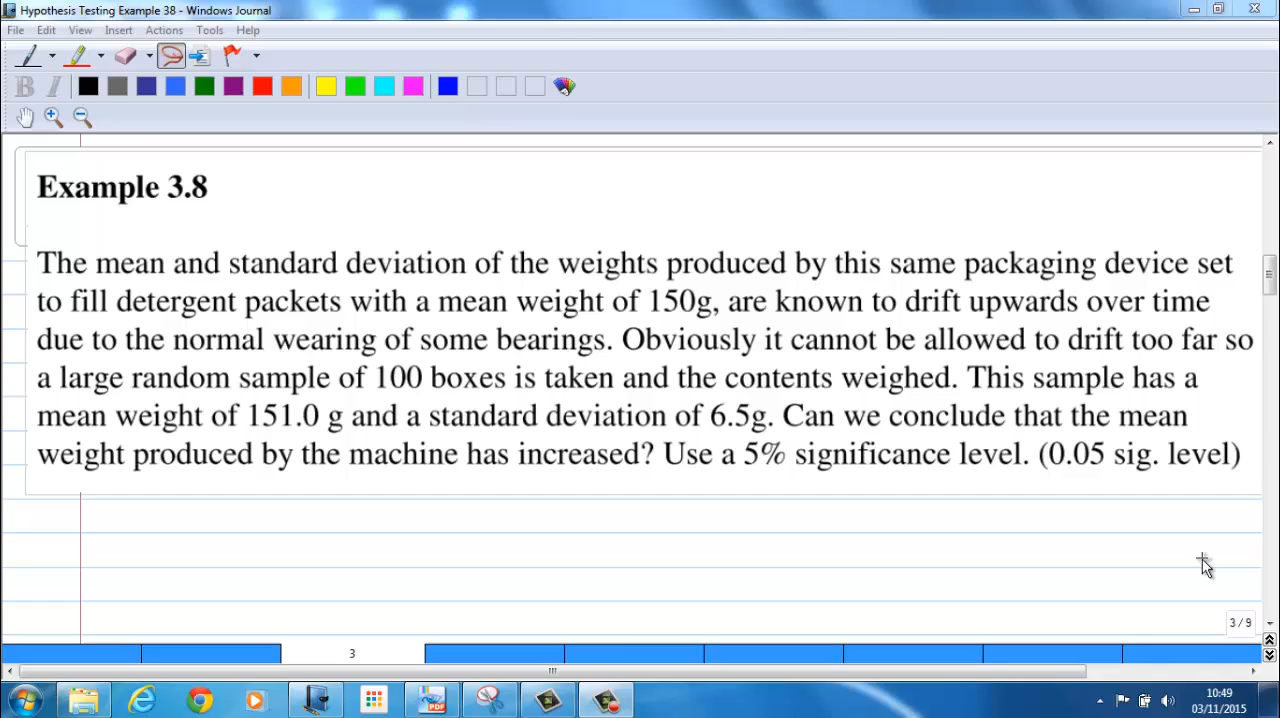 Hypothesis Testing Example 38 - Windows Journal
File Edit View Insert Actions Tools Help
B I
Example 3.8
The mean and standard deviation of the weights produced by this same packaging device set
to fill detergent packets with a mean weight of 150g, are known to drift upwards over time
due to the normal wearing of some bearings. Obviously it cannot be allowed to drift too far so
a large random sample of 100 boxes is taken and the contents weighed. This sample has a
mean weight of 151.0 g and a standard deviation of 6.5g. Can we conclude that the mean
weight produced by the machine has increased? Use a 5% significance level. (0.05 sig. level)
3 / 9
3
PDF
10:49
03/11/2015